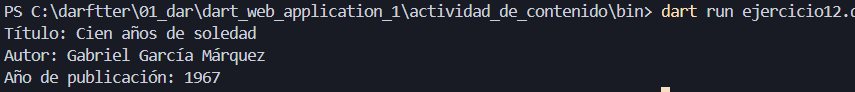 PS C:\darftter\01_dar\dart_web_application_1\actividad_de_contenido\bin> dart run ejercicio12.
Título: Cien años de soledad
Autor: Gabriel García Márquez
Año de publicación: 1967